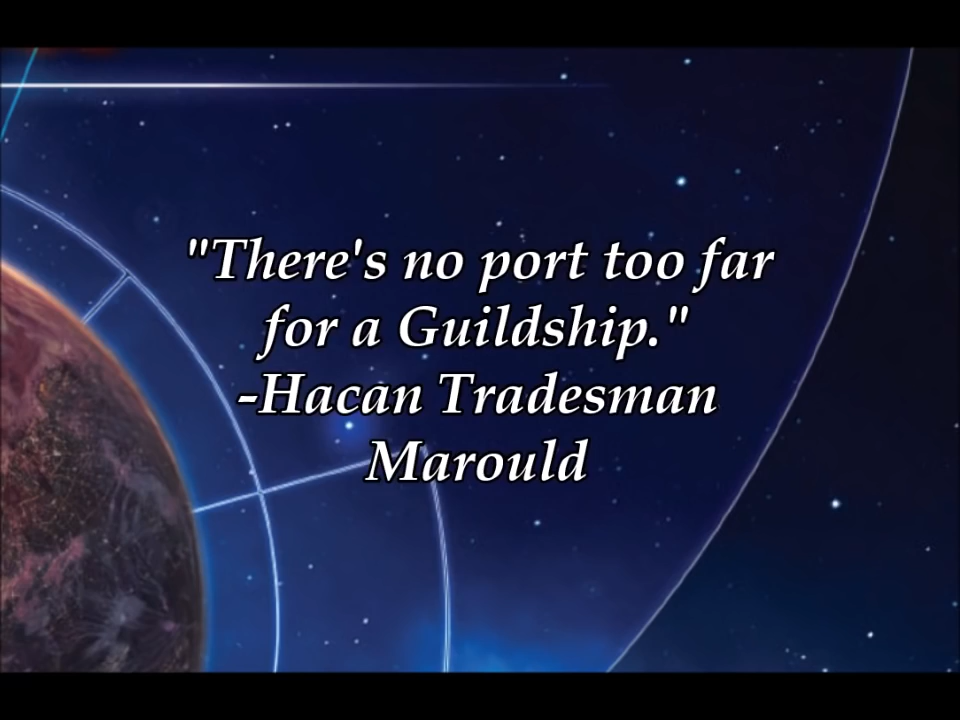 "There's no port too far
for a Guildship."
-Hacan Tradesman
Marould